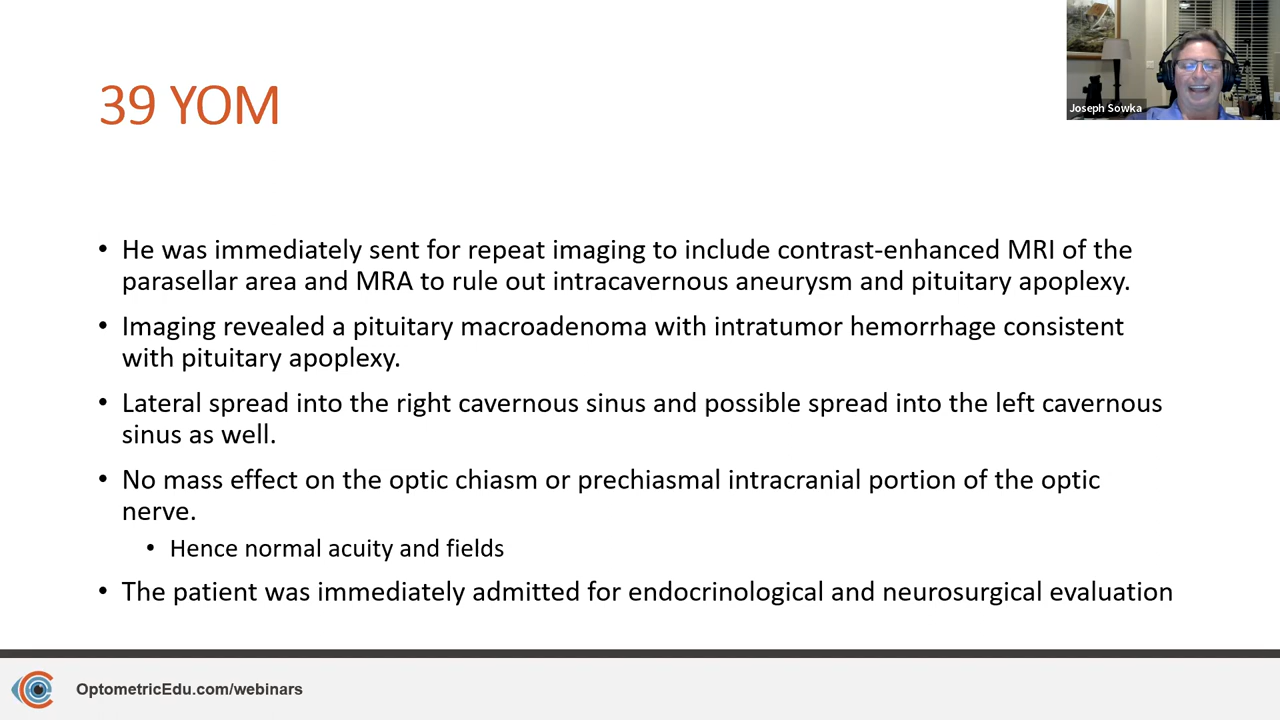 Joseph Sowka
39 YOM
• He was immediately sent for repeat imaging to include contrast-enhanced MRI of the
parasellar area and MRA to rule out intracavernous aneurysm and pituitary apoplexy.
• Imaging revealed a pituitary macroadenoma with intratumor hemorrhage consistent
with pituitary apoplexy.
• Lateral spread into the right cavernous sinus and possible spread into the left cavernous
sinus as well.
• No mass effect on the optic chiasm or prechiasmal intracranial portion of the optic
nerve.
• Hence normal acuity and fields
• The patient was immediately admitted for endocrinological and neurosurgical evaluation
OptometricEdu.com/webinars